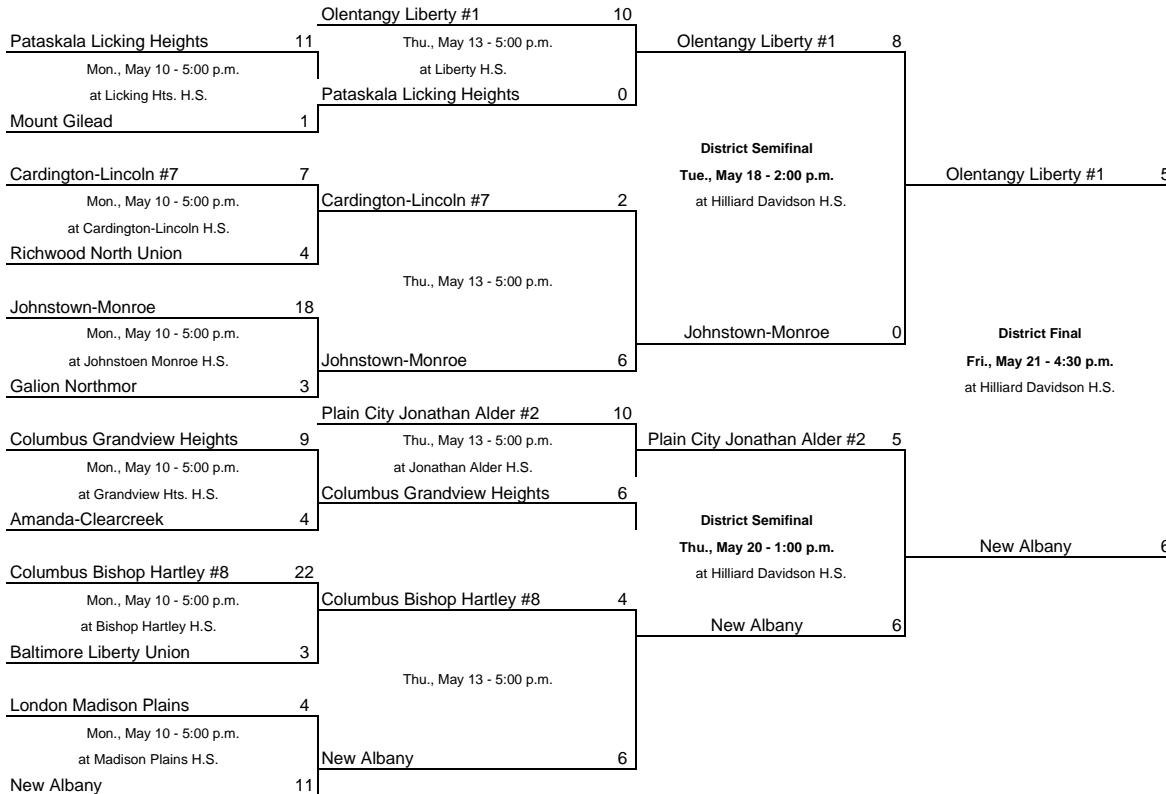 Olentangy Liberty #1 10
Pataskala Licking Heights 11
Thu., May 13 - 5:00 p.m.
Olentangy Liberty #1 8
Mon., May 10 - 5:00 p.m.
at Liberty H.S.
at Licking Hts. H.S.
Pataskala Licking Heights 0
Mount Gilead 1
District Semifinal
Cardington-Lincoln #7 7
Tue., May 18 - 2:00 p.m.
Olentangy Liberty #1 5
Mon., May 10 - 5:00 p.m.
Cardington-Lincoln #7 2
at Hilliard Davidson H.S.
at Cardington-Lincoln H.S.
Richwood North Union 4
Thu., May 13 - 5:00 p.m.
Johnstown-Monroe 18
Mon., May 10 - 5:00 p.m.
Johnstown-Monroe 0
District Final
at Johnstoen Monroe H.S.
Johnstown-Monroe 6
Fri., May 21 - 4:30 p.m.
Galion Northmor 3
at Hilliard Davidson H.S.
Plain City Jonathan Alder #2 10
Columbus Grandview Heights 9
Thu., May 13 - 5:00 p.m.
Plain City Jonathan Alder #2 5
Mon., May 10 - 5:00 p.m.
at Jonathan Alder H.S.
at Grandview Hts. H.S.
Columbus Grandview Heights 6
Amanda-Clearcreek 4
District Semifinal
Thu., May 20 - 1:00 p.m.
New Albany 6
Columbus Bishop Hartley #8 22
at Hilliard Davidson H.S.
Mon., May 10 - 5:00 p.m.
Columbus Bishop Hartley #8 4
at Bishop Hartley H.S.
New Albany 6
Baltimore Liberty Union 3
Thu., May 13 - 5:00 p.m.
London Madison Plains 4
Mon., May 10 - 5:00 p.m.
at Madison Plains H.S.
New Albany 6
New Albany 11